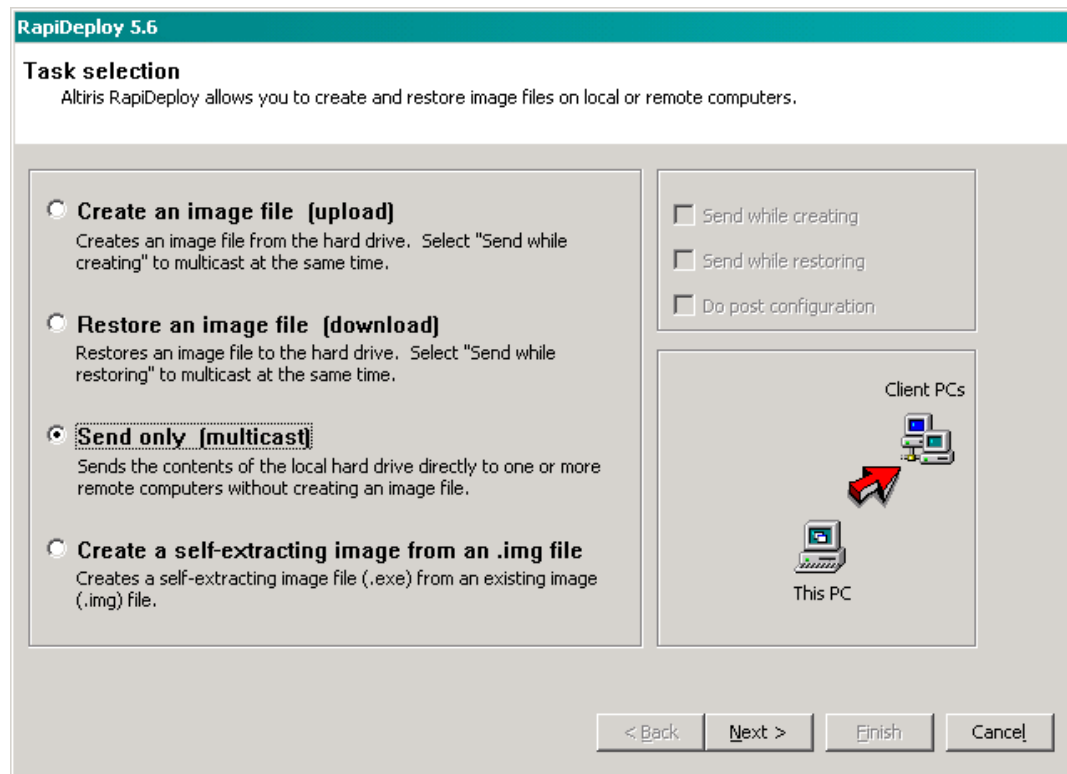 RapiDeploy 5.6
Task selection
Altiris RapiDeploy allows you to create and restore image files on local or remote computers.
Create an image file (upload)
Creates an image file from the hard drive. Select "Send while
creating" to multicast at the same time.
Restore an image file (download)
Restores an image file to the hard drive. Select "Send while
restoring" to multicast at the same time.
Send only (multicast)
Sends the contents of the local hard drive directly to one or more
remote computers without creating an image file.
Create a self-extracting image from an .img file
Creates a self-extracting image file (.exe) from an existing image
(.img) file.
Send while creating
Send while restoring
Do post configuration
Client PCs
This PC
< Back
Next >
Finish
Cancel